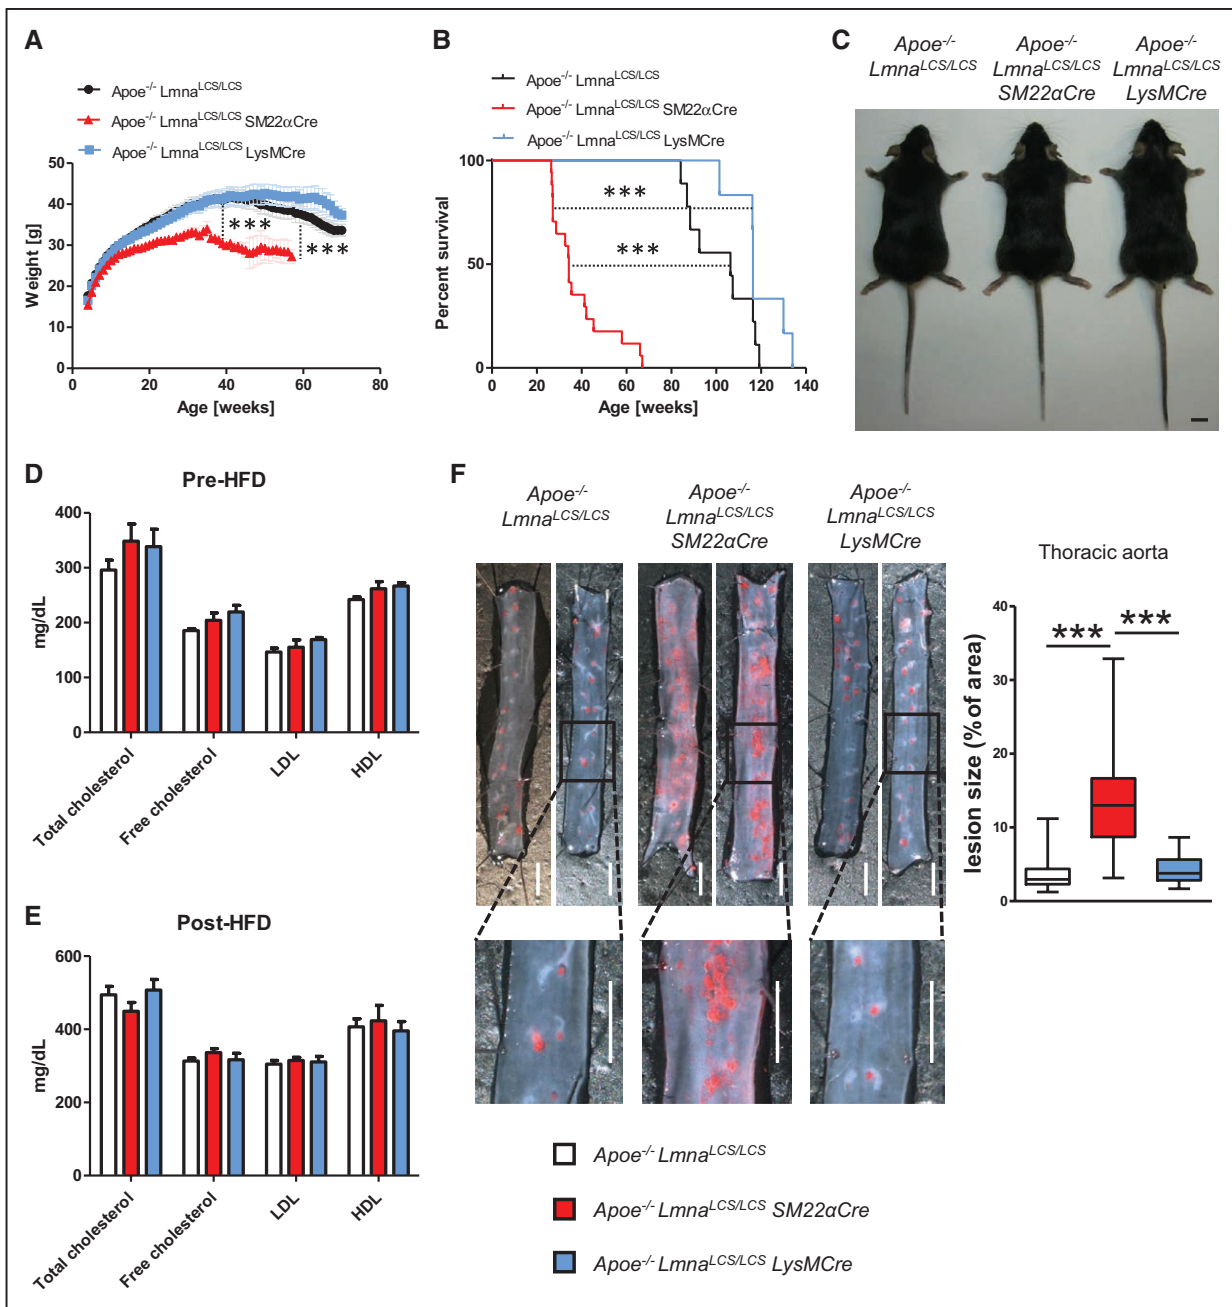 A
Apoe-/- LmnaLCS/LCS
Apoe-/- LmnaLCS/LCS SM22αCre
Apoe-/- LmnaLCS/LCS LysMCre
50
40
30
20
10
0
Weight [g]
***
***
0 20 40 60 80
Age [weeks]
B
Apoe-/- LmnaLCS/LCS
Apoe-/- LmnaLCS/LCS SM22αCre
Apoe-/- LmnaLCS/LCS LysMCre
100
50
0
Percent survival
***
***
0 20 40 60 80 100 120 140
Age [weeks]
C
Apoe-/-
LmnaLCS/LCS
Apoe-/-
LmnaLCS/LCS
SM22αCre
Apoe-/-
LmnaLCS/LCS
LysMCre
D
Pre-HFD
400
300
200
100
0
mg/dL
Total cholesterol
Free cholesterol
LDL
HDL
E
Post-HFD
600
400
200
0
mg/dL
Total cholesterol
Free cholesterol
LDL
HDL
F
Apoe-/-
LmnaLCS/LCS
Apoe-/-
LmnaLCS/LCS
SM22αCre
Apoe-/-
LmnaLCS/LCS
LysMCre
Thoracic aorta
40
30
20
10
0
lesion size (% of area)
***
***
Apoe-/- LmnaLCS/LCS
Apoe-/- LmnaLCS/LCS SM22αCre
Apoe-/- LmnaLCS/LCS LysMCre